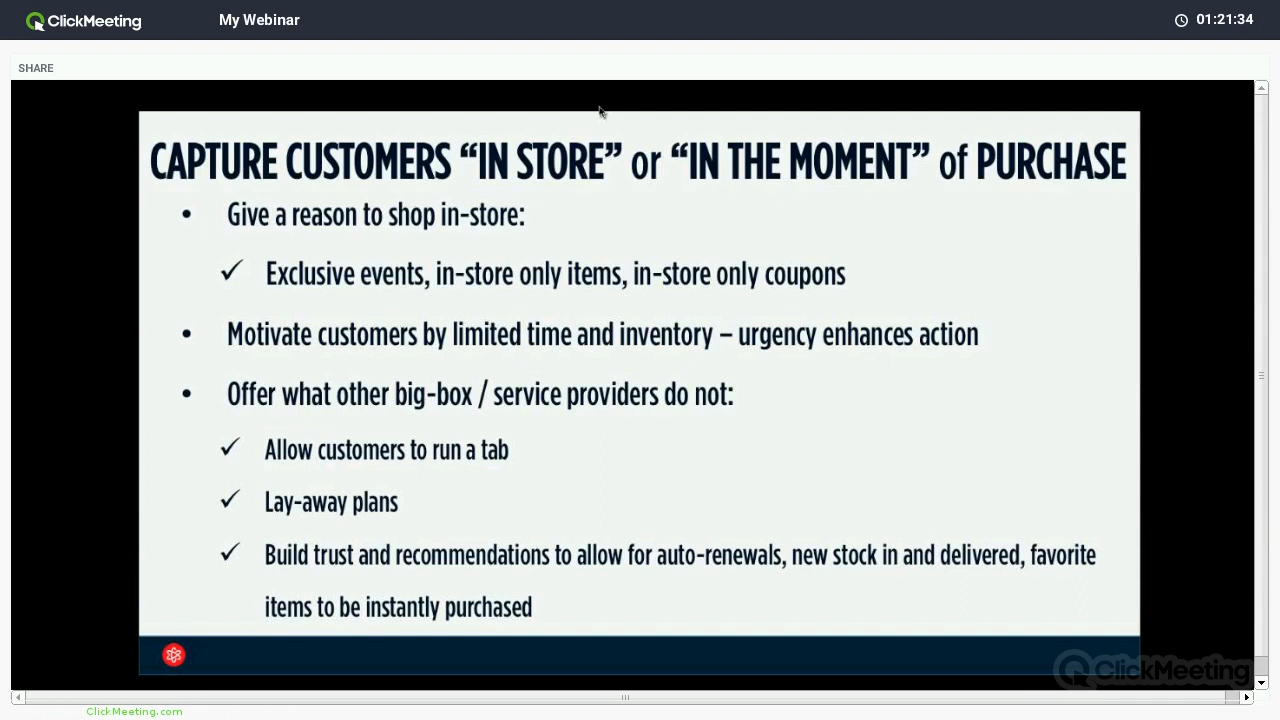 ClickMeeting
My Webinar
01:21:34
SHARE
CAPTURE CUSTOMERS “IN STORE” or “IN THE MOMENT” of PURCHASE
• Give a reason to shop in-store:
✓ Exclusive events, in-store only items, in-store only coupons
• Motivate customers by limited time and inventory – urgency enhances action
• Offer what other big-box / service providers do not:
✓ Allow customers to run a tab
✓ Lay-away plans
✓ Build trust and recommendations to allow for auto-renewals, new stock in and delivered, favorite
items to be instantly purchased
ClickMeeting
ClickMeeting.com